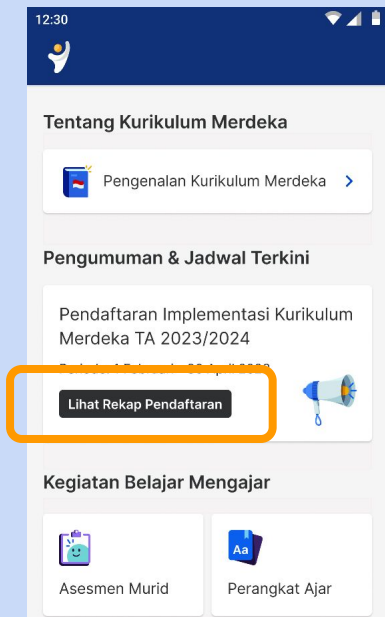 12:30
Tentang Kurikulum Merdeka
Pengenalan Kurikulum Merdeka
Pengumuman & Jadwal Terkini
Pendaftaran Implementasi Kurikulum
Merdeka TA 2023/2024
Lihat Rekap Pendaftaran
Kegiatan Belajar Mengajar
Aa
Asesmen Murid
Perangkat Ajar